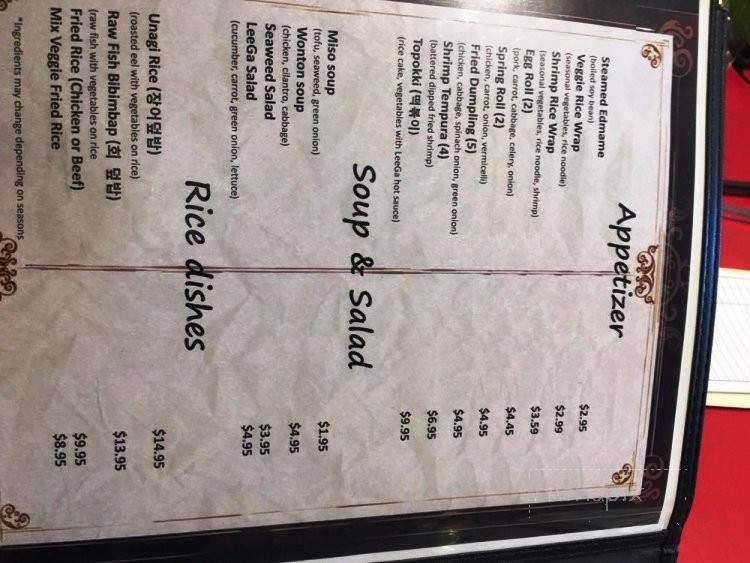 Appetizer
Steamed Edmame $2.95
(boiled soy bean)
Veggie Rice Wrap $2.99
(seasonal vegetables, rice noodle)
Shrimp Rice Wrap $3.59
(seasonal vegetables, rice noodle, shrimp)
Egg Roll (2) $4.45
(pork, carrot, cabbage, celery, onion)
Spring Roll (2) $4.95
(chicken, carrot, onion, vermicelli)
Fried Dumpling (5) $4.95
(chicken, cabbage, spinach onion, green onion)
Shrimp Tempura (4) $6.95
(battered dipped fried shrimp)
Topokki (떡볶이) $9.95
(rice cake, vegetables with LeeGa hot sauce)
Soup & Salad
Miso soup $1.95
(tofu, seaweed, green onion)
Wonton soup $4.95
(chicken, cilantro, cabbage)
Seaweed Salad $3.95
LeeGa Salad $4.95
(cucumber, carrot, green onion, lettuce)
Rice dishes
Unagi Rice (장어덮밥) $14.95
(roasted eel with vegetables on rice)
Raw Fish Bibimbap (회 덮밥) $13.95
(raw fish with vegetables on rice
Fried Rice (Chicken or Beef) $9.95
Mix Veggie Fried Rice $8.95
*Ingredients may change depending on seasons